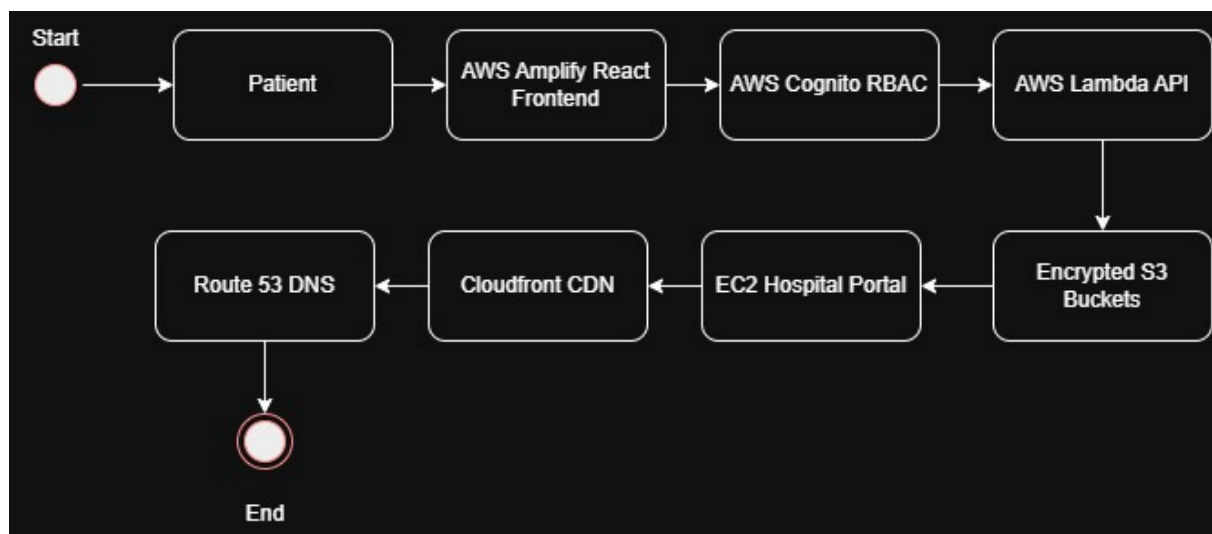 Start
Patient
AWS Amplify React
Frontend
AWS Cognito RBAC
AWS Lambda API
Encrypted S3
Buckets
EC2 Hospital Portal
Cloudfront CDN
Route 53 DNS
End